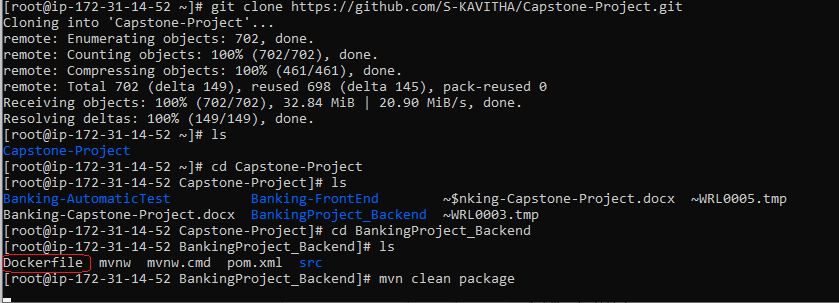 [root@ip-172-31-14-52 ~]# git clone https://github.com/S-KAVITHA/Capstone-Project.git
Cloning into 'Capstone-Project'...
remote: Enumerating objects: 702, done.
remote: Counting objects: 100% (702/702), done.
remote: Compressing objects: 100% (461/461), done.
remote: Total 702 (delta 149), reused 698 (delta 145), pack-reused 0
Receiving objects: 100% (702/702), 32.84 MiB | 20.90 MiB/s, done.
Resolving deltas: 100% (149/149), done.
[root@ip-172-31-14-52 ~]# ls
Capstone-Project
[root@ip-172-31-14-52 ~]# cd Capstone-Project
[root@ip-172-31-14-52 Capstone-Project]# ls
Banking-AutomaticTest Banking-FrontEnd ~$nking-Capstone-Project.docx ~WRL0005.tmp
Banking-Capstone-Project.docx BankingProject_Backend ~WRL0003.tmp
[root@ip-172-31-14-52 Capstone-Project]# cd BankingProject_Backend
[root@ip-172-31-14-52 BankingProject_Backend]# ls
Dockerfile mvnw mvnw.cmd pom.xml src
[root@ip-172-31-14-52 BankingProject_Backend]# mvn clean package